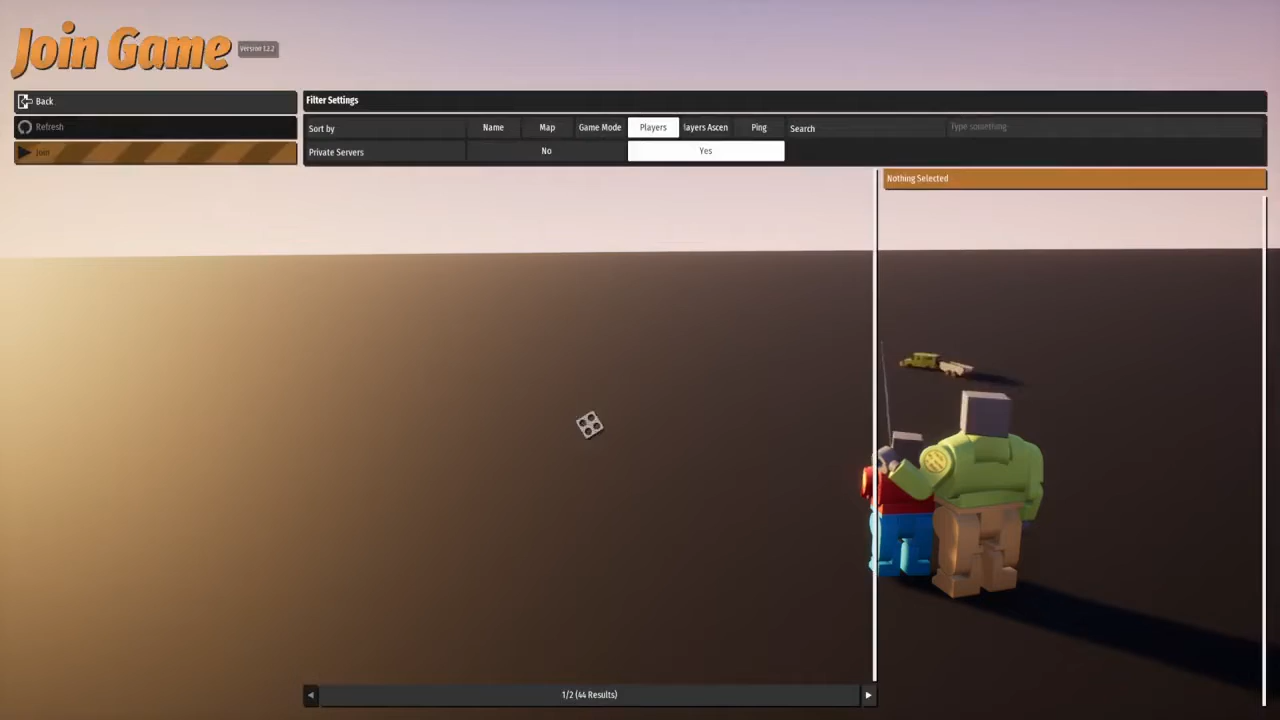 Join Game
Version 1.2.2
Back
Refresh
Join
Filter Settings
Sort by
Name
Map
Game Mode
Players
layers Ascen
Ping
Search
Type something
Private Servers
No
Yes
Nothing Selected
1/2 (44 Results)